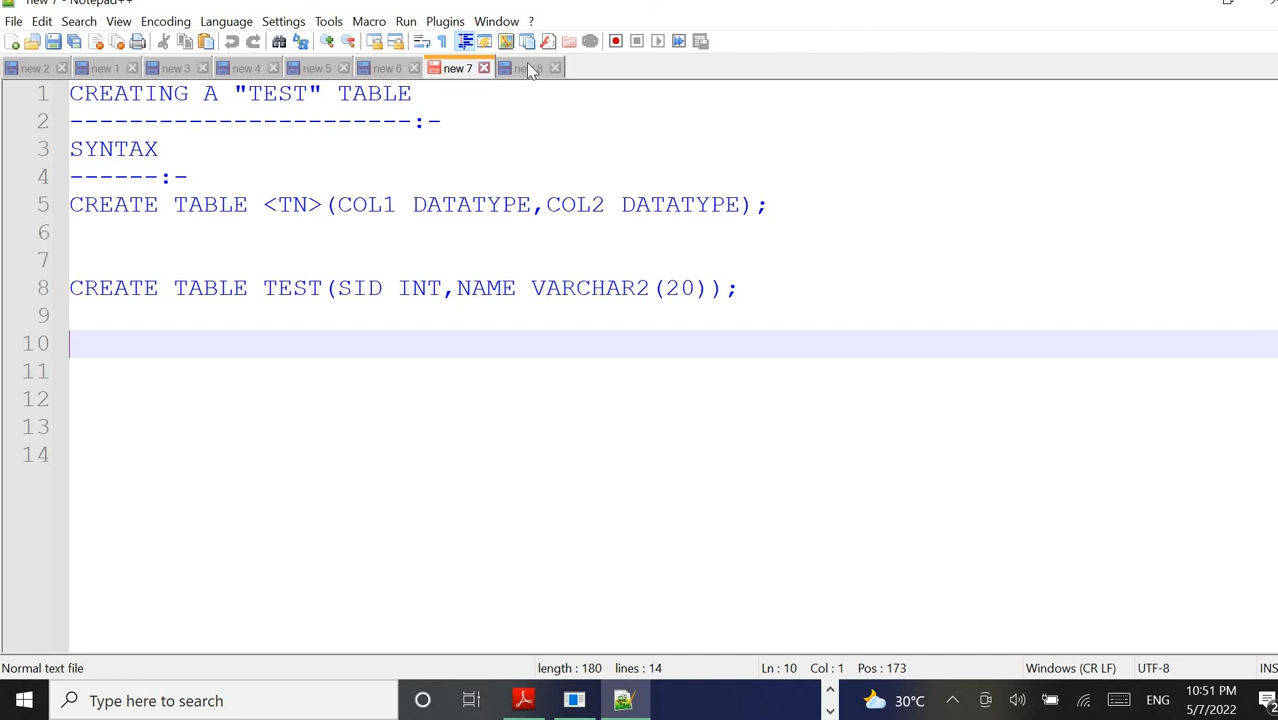 new 7 - Notepad++
File Edit Search View Encoding Language Settings Tools Macro Run Plugins Window ?
new 2 new 1 new 3 new 4 new 5 new 6 new 7
1 CREATING A "TEST" TABLE
2 -----------------------:-
3 SYNTAX
4 ------:-
5 CREATE TABLE <TN>(COL1 DATATYPE,COL2 DATATYPE);
6
7
8 CREATE TABLE TEST(SID INT,NAME VARCHAR2(20));
9
10
11
12
13
14
Normal text file length : 180 lines : 14 Ln : 10 Col : 1 Pos : 173 Windows (CR LF) UTF-8 INS
Type here to search 30°C ENG 10:51 PM
5/7/2022 2